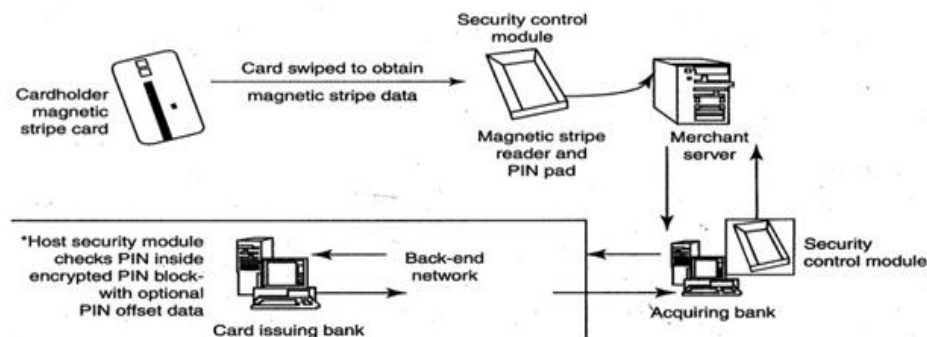 Security control
module
Card swiped to obtain
magnetic stripe data
Cardholder
magnetic
stripe card
Magnetic stripe
reader and
PIN pad
Merchant
server
*Host security module
checks PIN inside
encrypted PIN block-
with optional
PIN offset data
Back-end
network
Security
control module
Card issuing bank
Acquiring bank